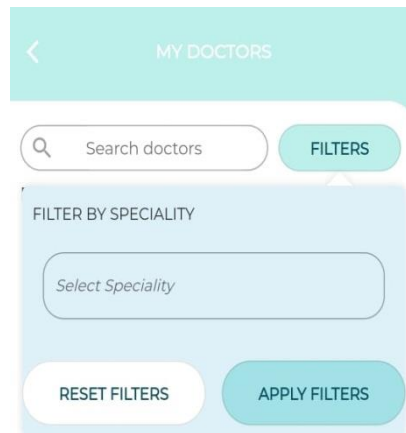 MY DOCTORS
Search doctors
FILTERS
FILTER BY SPECIALITY
Select Speciality
RESET FILTERS
APPLY FILTERS